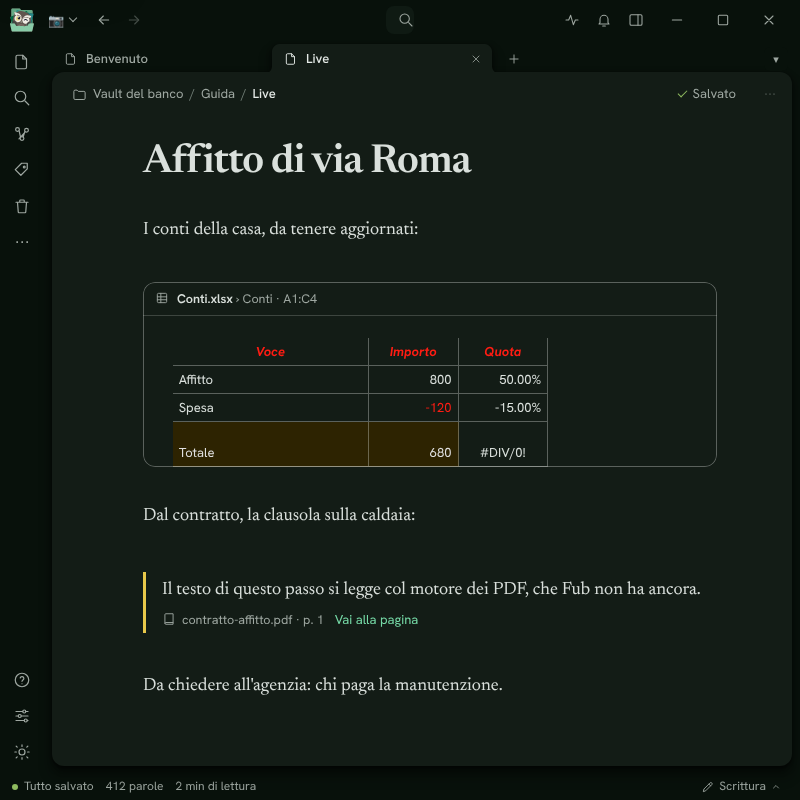 Benvenuto
Live
Vault del banco / Guida / Live
Salvato
Affitto di via Roma
I conti della casa, da tenere aggiornati:
Conti.xlsx › Conti · A1:C4
Voce Importo Quota
Affitto 800 50.00%
Spesa -120 -15.00%
Totale 680 #DIV/0!
Dal contratto, la clausola sulla caldaia:
Il testo di questo passo si legge col motore dei PDF, che Fub non ha ancora.
contratto-affitto.pdf · p. 1 Vai alla pagina
Da chiedere all'agenzia: chi paga la manutenzione.
Tutto salvato 412 parole 2 min di lettura
Scrittura